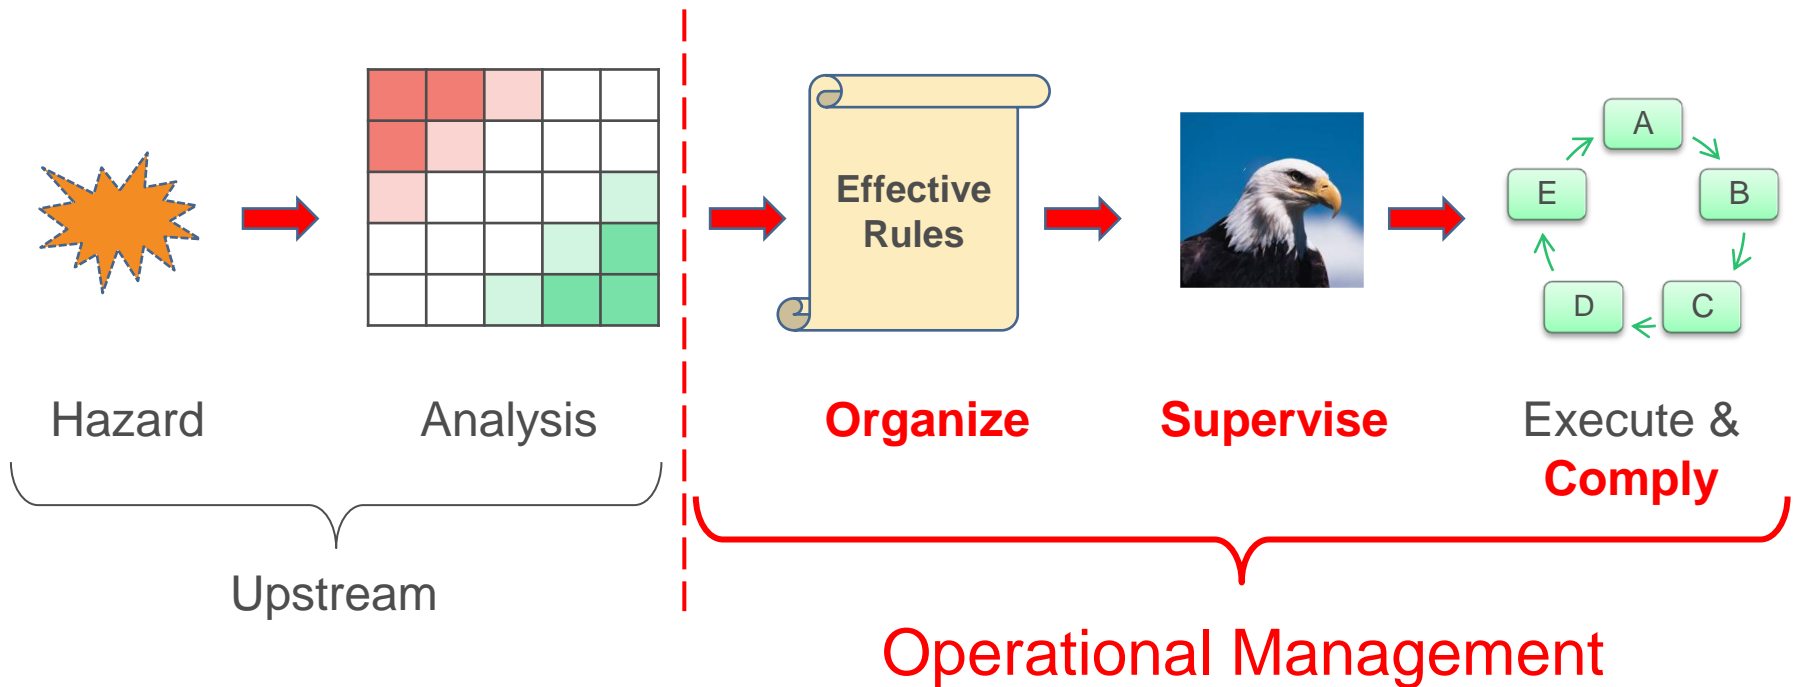 Effective
Rules
A
B
C
D
E
Hazard
Analysis
Organize
Supervise
Execute &
Comply
Upstream
Operational Management